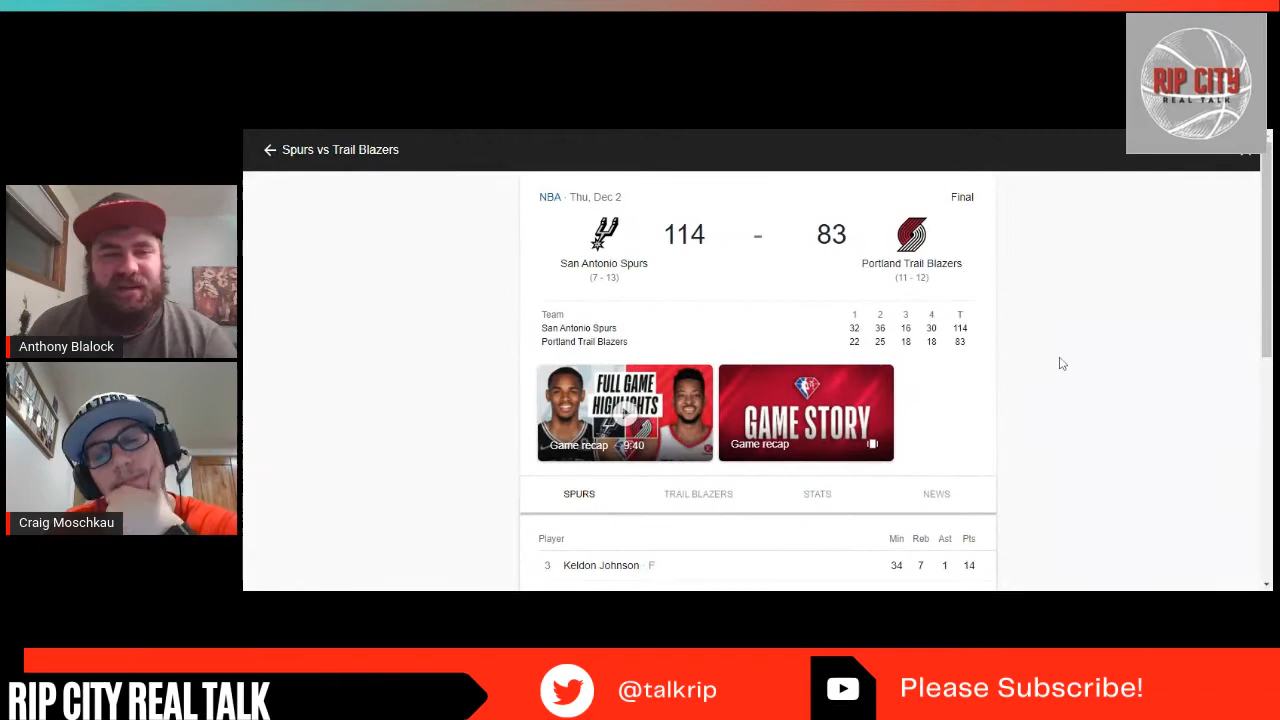 RIP CITY
REAL TALK
Spurs vs Trail Blazers
NBA · Thu, Dec 2
Final
114 - 83
San Antonio Spurs
(7 - 13)
Portland Trail Blazers
(11 - 12)
Team 1 2 3 4 T
San Antonio Spurs 32 36 16 30 114
Portland Trail Blazers 22 25 18 18 83
FULL GAME
HIGHLIGHTS
Game recap · 9:40
GAME STORY
Game recap
SPURS TRAIL BLAZERS STATS NEWS
Player Min Reb Ast Pts
3 Keldon Johnson · F 34 7 1 14
Anthony Blalock
Craig Moschkau
RIP CITY REAL TALK
@talkrip
Please Subscribe!